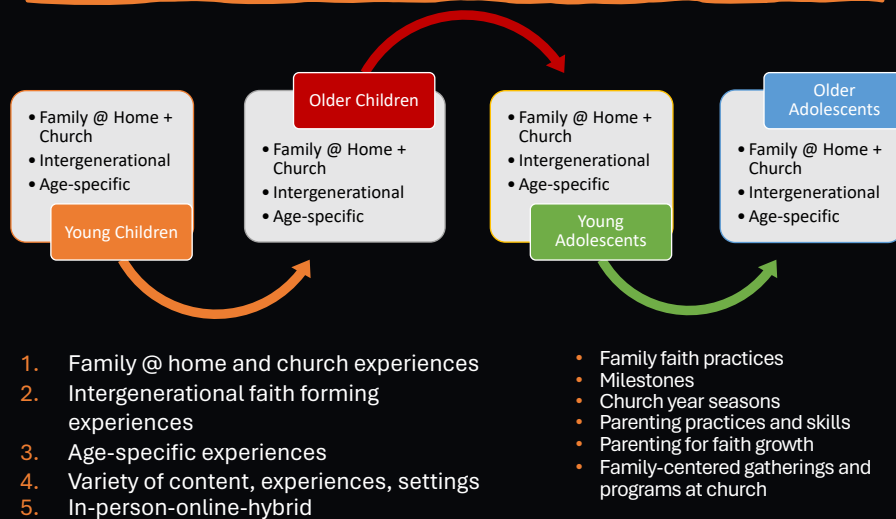 • Family @ Home +
Church
• Intergenerational
• Age-specific
Young Children
Older Children
• Family @ Home +
Church
• Intergenerational
• Age-specific
• Family @ Home +
Church
• Intergenerational
• Age-specific
Young
Adolescents
Older
Adolescents
• Family @ Home +
Church
• Intergenerational
• Age-specific
1. Family @ home and church experiences
2. Intergenerational faith forming
experiences
3. Age-specific experiences
4. Variety of content, experiences, settings
5. In-person-online-hybrid
• Family faith practices
• Milestones
• Church year seasons
• Parenting practices and skills
• Parenting for faith growth
• Family-centered gatherings and
programs at church